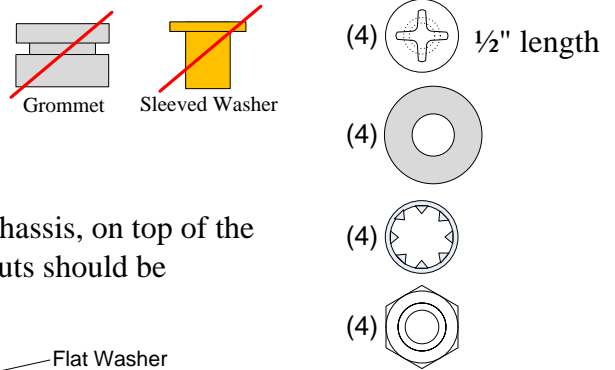 (4) ½" length
Grommet Sleeved Washer
(4)
hassis, on top of the
(4)
uts should be
(4)
Flat Washer